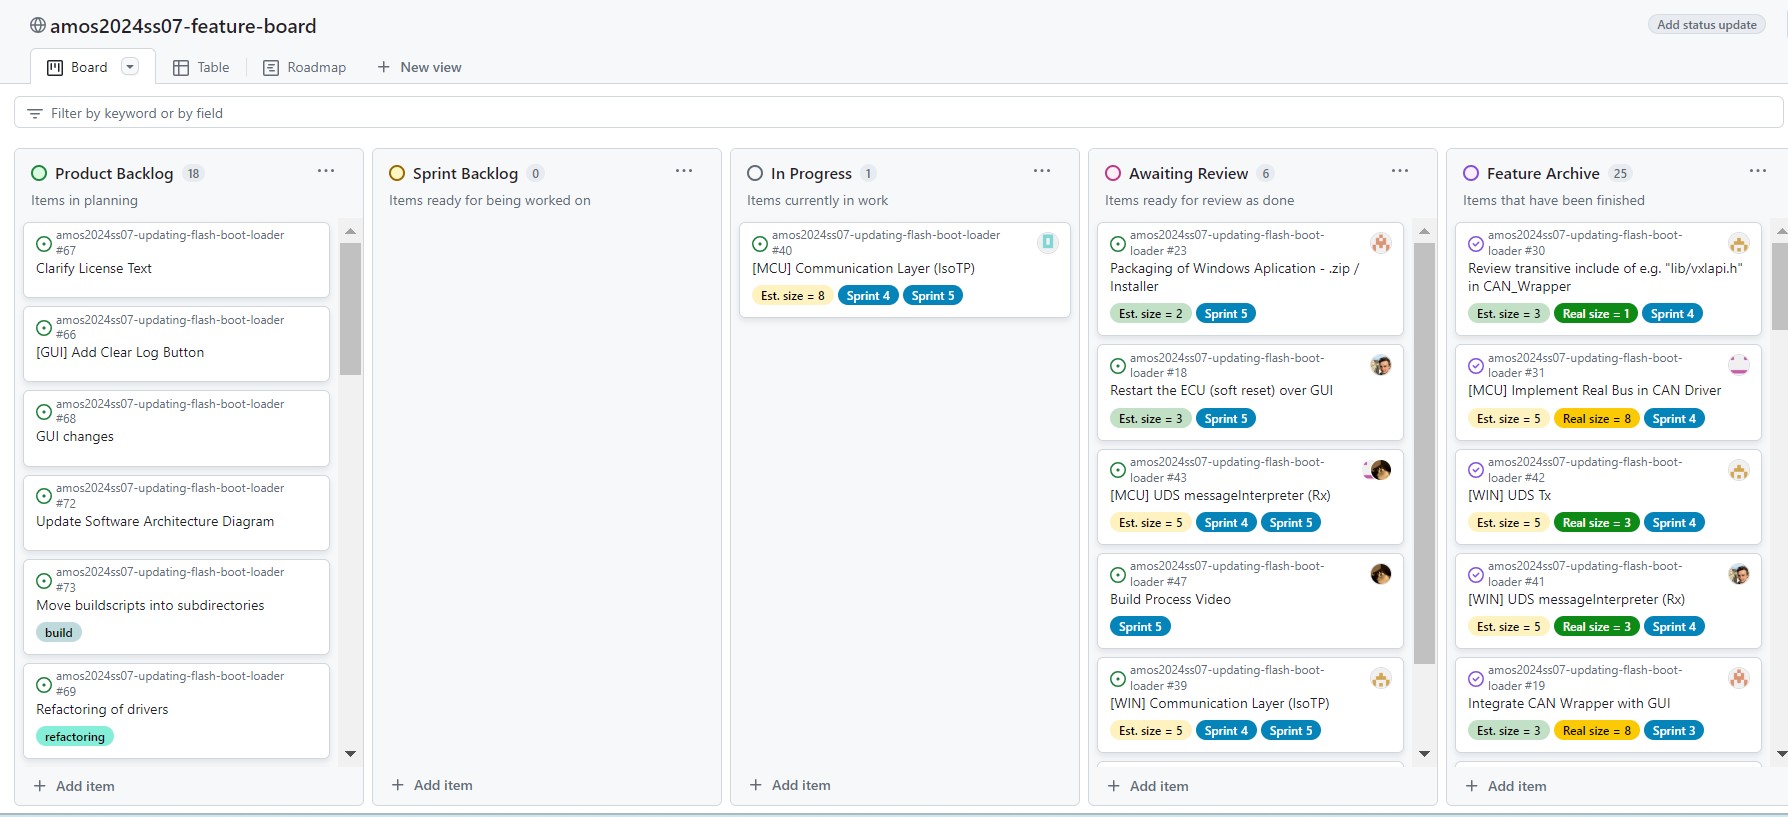 amos2024ss07-feature-board
Add status update
Board
Table
Roadmap
New view
Filter by keyword or by field
Product Backlog 18
Items in planning
amos2024ss07-updating-flash-boot-loader
#67
Clarify License Text
amos2024ss07-updating-flash-boot-loader
#66
[GUI] Add Clear Log Button
amos2024ss07-updating-flash-boot-loader
#68
GUI changes
amos2024ss07-updating-flash-boot-loader
#72
Update Software Architecture Diagram
amos2024ss07-updating-flash-boot-loader
#73
Move buildscripts into subdirectories
build
amos2024ss07-updating-flash-boot-loader
#69
Refactoring of drivers
refactoring
Add item
Sprint Backlog 0
Items ready for being worked on
Add item
In Progress 1
Items currently in work
amos2024ss07-updating-flash-boot-loader
#40
[MCU] Communication Layer (IsoTP)
Est. size = 8 Sprint 4 Sprint 5
Add item
Awaiting Review 6
Items ready for review as done
amos2024ss07-updating-flash-boot-
loader #23
Packaging of Windows Aplication - .zip /
Installer
Est. size = 2 Sprint 5
amos2024ss07-updating-flash-boot-
loader #18
Restart the ECU (soft reset) over GUI
Est. size = 3 Sprint 5
amos2024ss07-updating-flash-boot-
loader #43
[MCU] UDS messageInterpreter (Rx)
Est. size = 5 Sprint 4 Sprint 5
amos2024ss07-updating-flash-boot-
loader #47
Build Process Video
Sprint 5
amos2024ss07-updating-flash-boot-
loader #39
[WIN] Communication Layer (IsoTP)
Est. size = 5 Sprint 4 Sprint 5
Add item
Feature Archive 25
Items that have been finished
amos2024ss07-updating-flash-boot-
loader #30
Review transitive include of e.g. "lib/vxlapi.h"
in CAN_Wrapper
Est. size = 3 Real size = 1 Sprint 4
amos2024ss07-updating-flash-boot-
loader #31
[MCU] Implement Real Bus in CAN Driver
Est. size = 5 Real size = 8 Sprint 4
amos2024ss07-updating-flash-boot-
loader #42
[WIN] UDS Tx
Est. size = 5 Real size = 3 Sprint 4
amos2024ss07-updating-flash-boot-
loader #41
[WIN] UDS messageInterpreter (Rx)
Est. size = 5 Real size = 3 Sprint 4
amos2024ss07-updating-flash-boot-
loader #19
Integrate CAN Wrapper with GUI
Est. size = 3 Real size = 8 Sprint 3
Add item